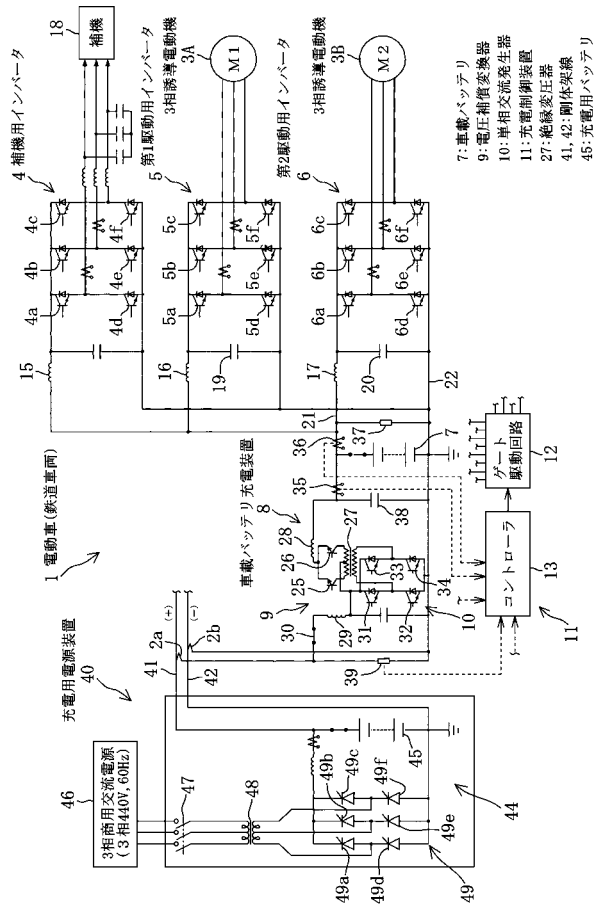 1 電動車(鉄道車両)
充電用電源装置
40
46
3相商用交流電源
(3相440V,60Hz)
47
48
49a
49b
49c
49d
49e
49f
49
44
45
41
42
2a
2b
(+)
(−)
39
30
29
9
10
31
32
33
34
25
26
27
28
8
車載バッテリ充電装置
35
36
37
38
7
21
22
コントローラ
13
ゲート
駆動回路
12
11
15
16
17
19
20
4a
4b
4c
4d
4e
4f
4
補機用インバータ
18
補機
5a
5b
5c
5d
5e
5f
5
第1駆動用インバータ
3相誘導電動機
3A
M1
6a
6b
6c
6d
6e
6f
6
第2駆動用インバータ
3相誘導電動機
3B
M2
7:車載バッテリ
9:電圧補償変換器
10:単相交流発生器
11:充電制御装置
27:絶縁変圧器
41,42:剛体架線
45:充電用バッテリ